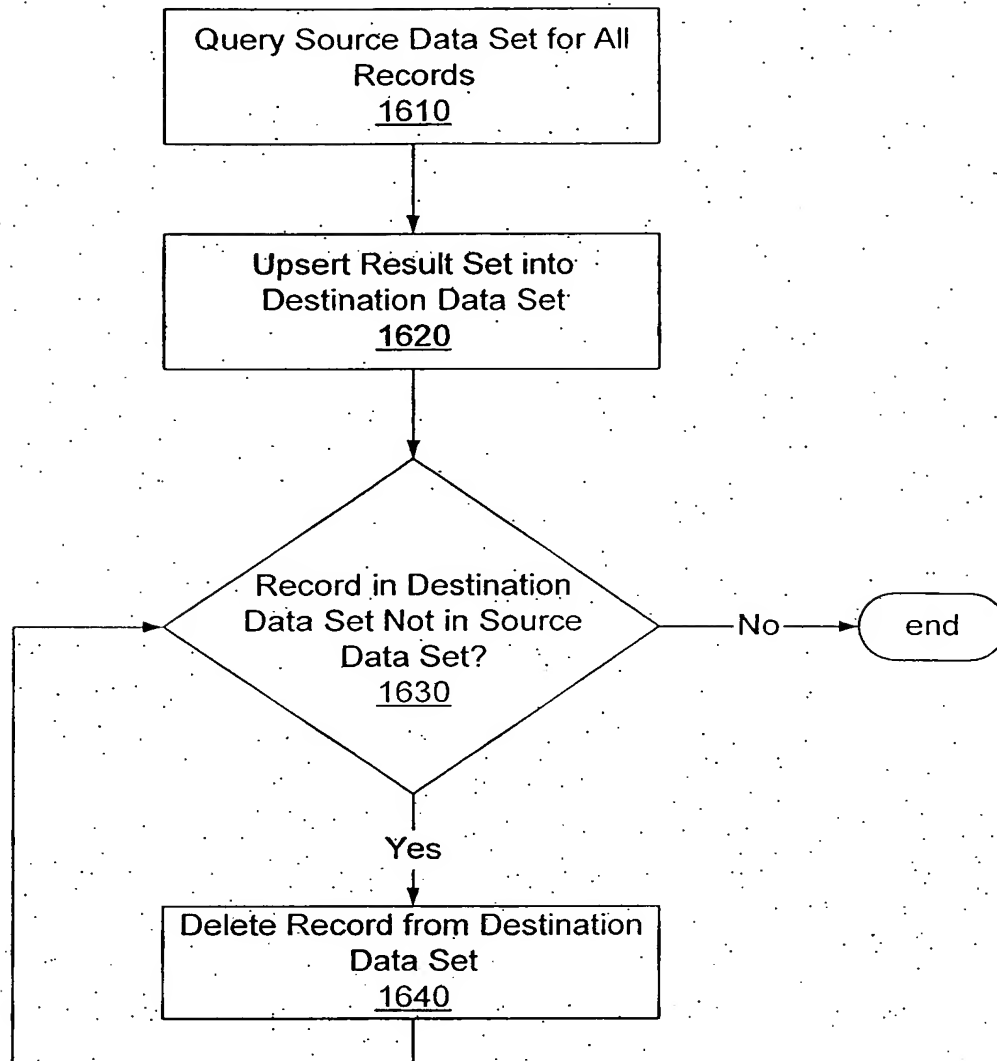 Query Source Data Set for All
Records
1610
Upsert Result Set into
Destination Data Set
1620
Record in Destination
Data Set Not in Source
Data Set?
1630
No
end
Yes
Delete Record from Destination
Data Set
1640